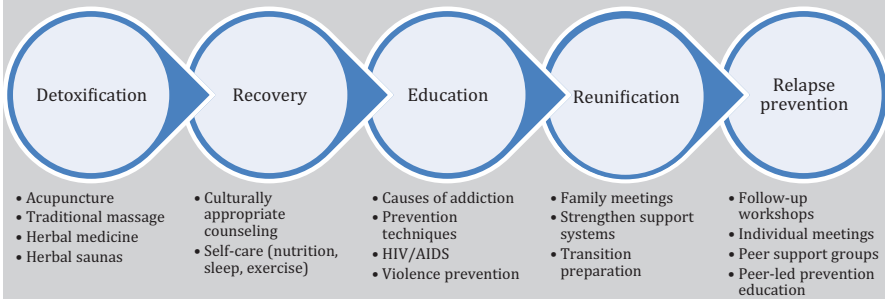 Detoxification
Recovery
Education
Reunification
Relapse
prevention
• Acupuncture
• Traditional massage
• Herbal medicine
• Herbal saunas
• Culturally
appropriate
counseling
• Self-care (nutrition,
sleep, exercise)
• Causes of addiction
• Prevention
techniques
• HIV/AIDS
• Violence prevention
• Family meetings
• Strengthen support
systems
• Transition
preparation
• Follow-up
workshops
• Individual meetings
• Peer support groups
• Peer-led prevention
education